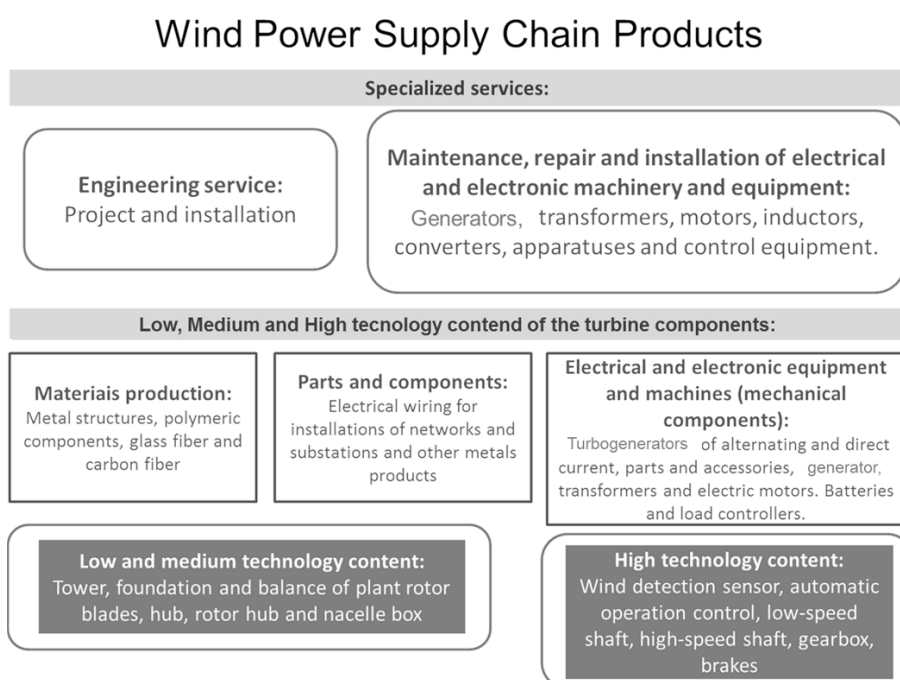 Wind Power Supply Chain Products
Specialized services:
Engineering service:
Project and installation
Maintenance, repair and installation of electrical
and electronic machinery and equipment:
Generators, transformers, motors, inductors,
converters, apparatuses and control equipment.
Low, Medium and High tecnology contend of the turbine components:
Materiais production:
Metal structures, polymeric
components, glass fiber and
carbon fiber
Parts and components:
Electrical wiring for
installations of networks and
substations and other metals
products
Electrical and electronic equipment
and machines (mechanical
components):
Turbogenerators of alternating and direct
current, parts and accessories, generator,
transformers and electric motors. Batteries
and load controllers.
Low and medium technology content:
Tower, foundation and balance of plant rotor
blades, hub, rotor hub and nacelle box
High technology content:
Wind detection sensor, automatic
operation control, low-speed
shaft, high-speed shaft, gearbox,
brakes